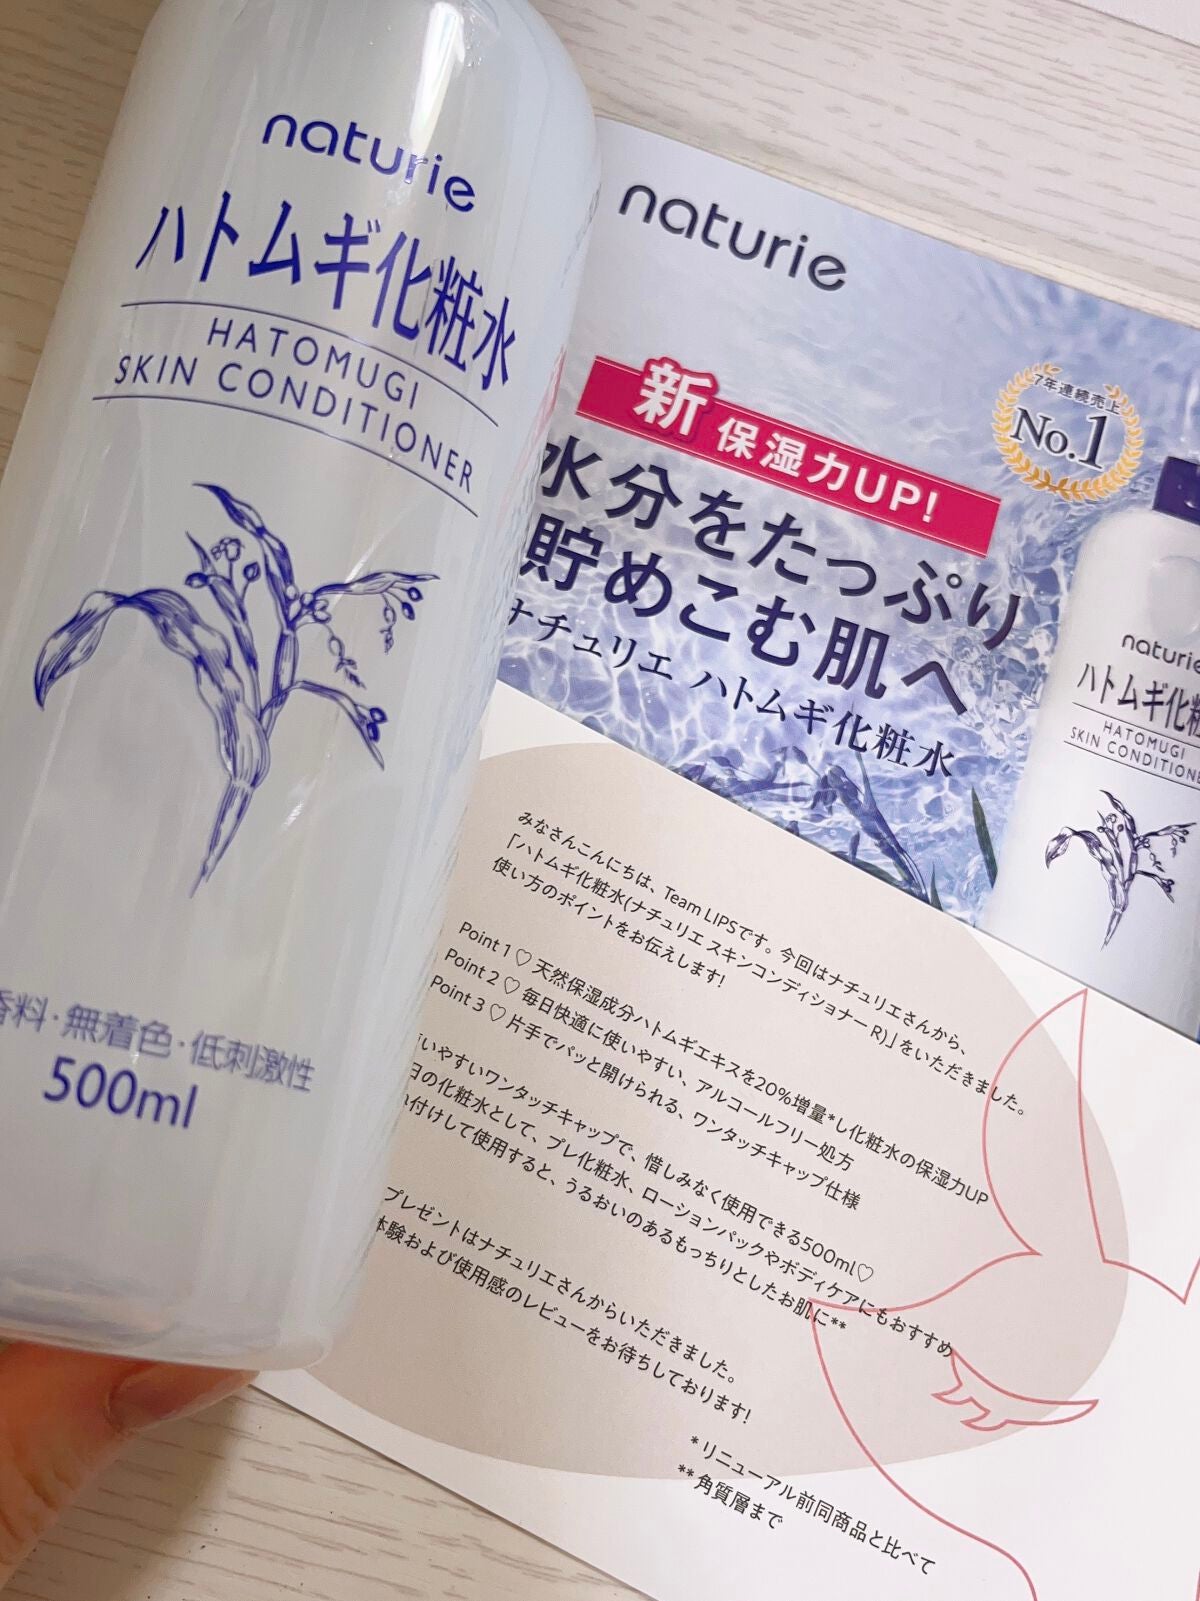 naturie
ハトムギ化粧水
HATOMUGI
SKIN CONDITIONER
香料・無着色・低刺激性
500ml
naturie
7年連続売上
No.1
新 保湿力UP!
水分をたっぷり
貯めこむ肌へ
ナチュリエ ハトムギ化粧水
naturie
ハトムギ化粧
HATOMUGI
SKIN CONDITIONE
みなさんこんにちは、Team LIPSです。今回はナチュリエさんから、
「ハトムギ化粧水(ナチュリエ スキンコンディショナー R)」をいただきました。
使い方のポイントをお伝えします!
Point 1 ♡ 天然保湿成分ハトムギエキスを20%増量*し化粧水の保湿力UP
Point 2 ♡ 毎日快適に使いやすい、アルコールフリー処方
Point 3 ♡ 片手でパッと開けられる、ワンタッチキャップ仕様
いやすいワンタッチキャップで、惜しみなく使用できる500ml♡
日の化粧水として、プレ化粧水、ローションパックやボディケアにもおすすめ
付けして使用すると、うるおいのあるもっちりとしたお肌に**
プレゼントはナチュリエさんからいただきました。
体験および使用感のレビューをお待ちしております!
*リニューアル前同商品と比べて
**角質層まで